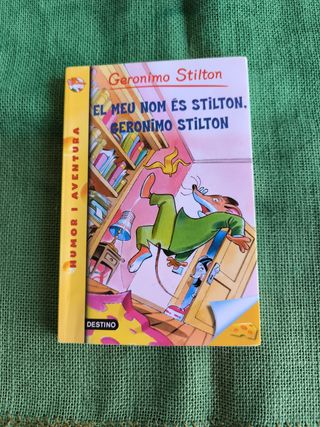 Geronimo Stilton
EL MEU NOM ÉS STILTON,
GERONIMO STILTON
HUMOR I AVENTURA
DESTINO